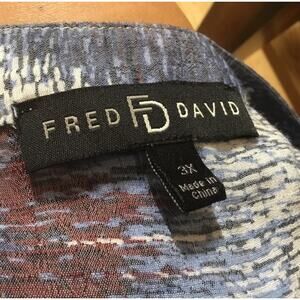 FRED FD DAVID
3X
Made in
China